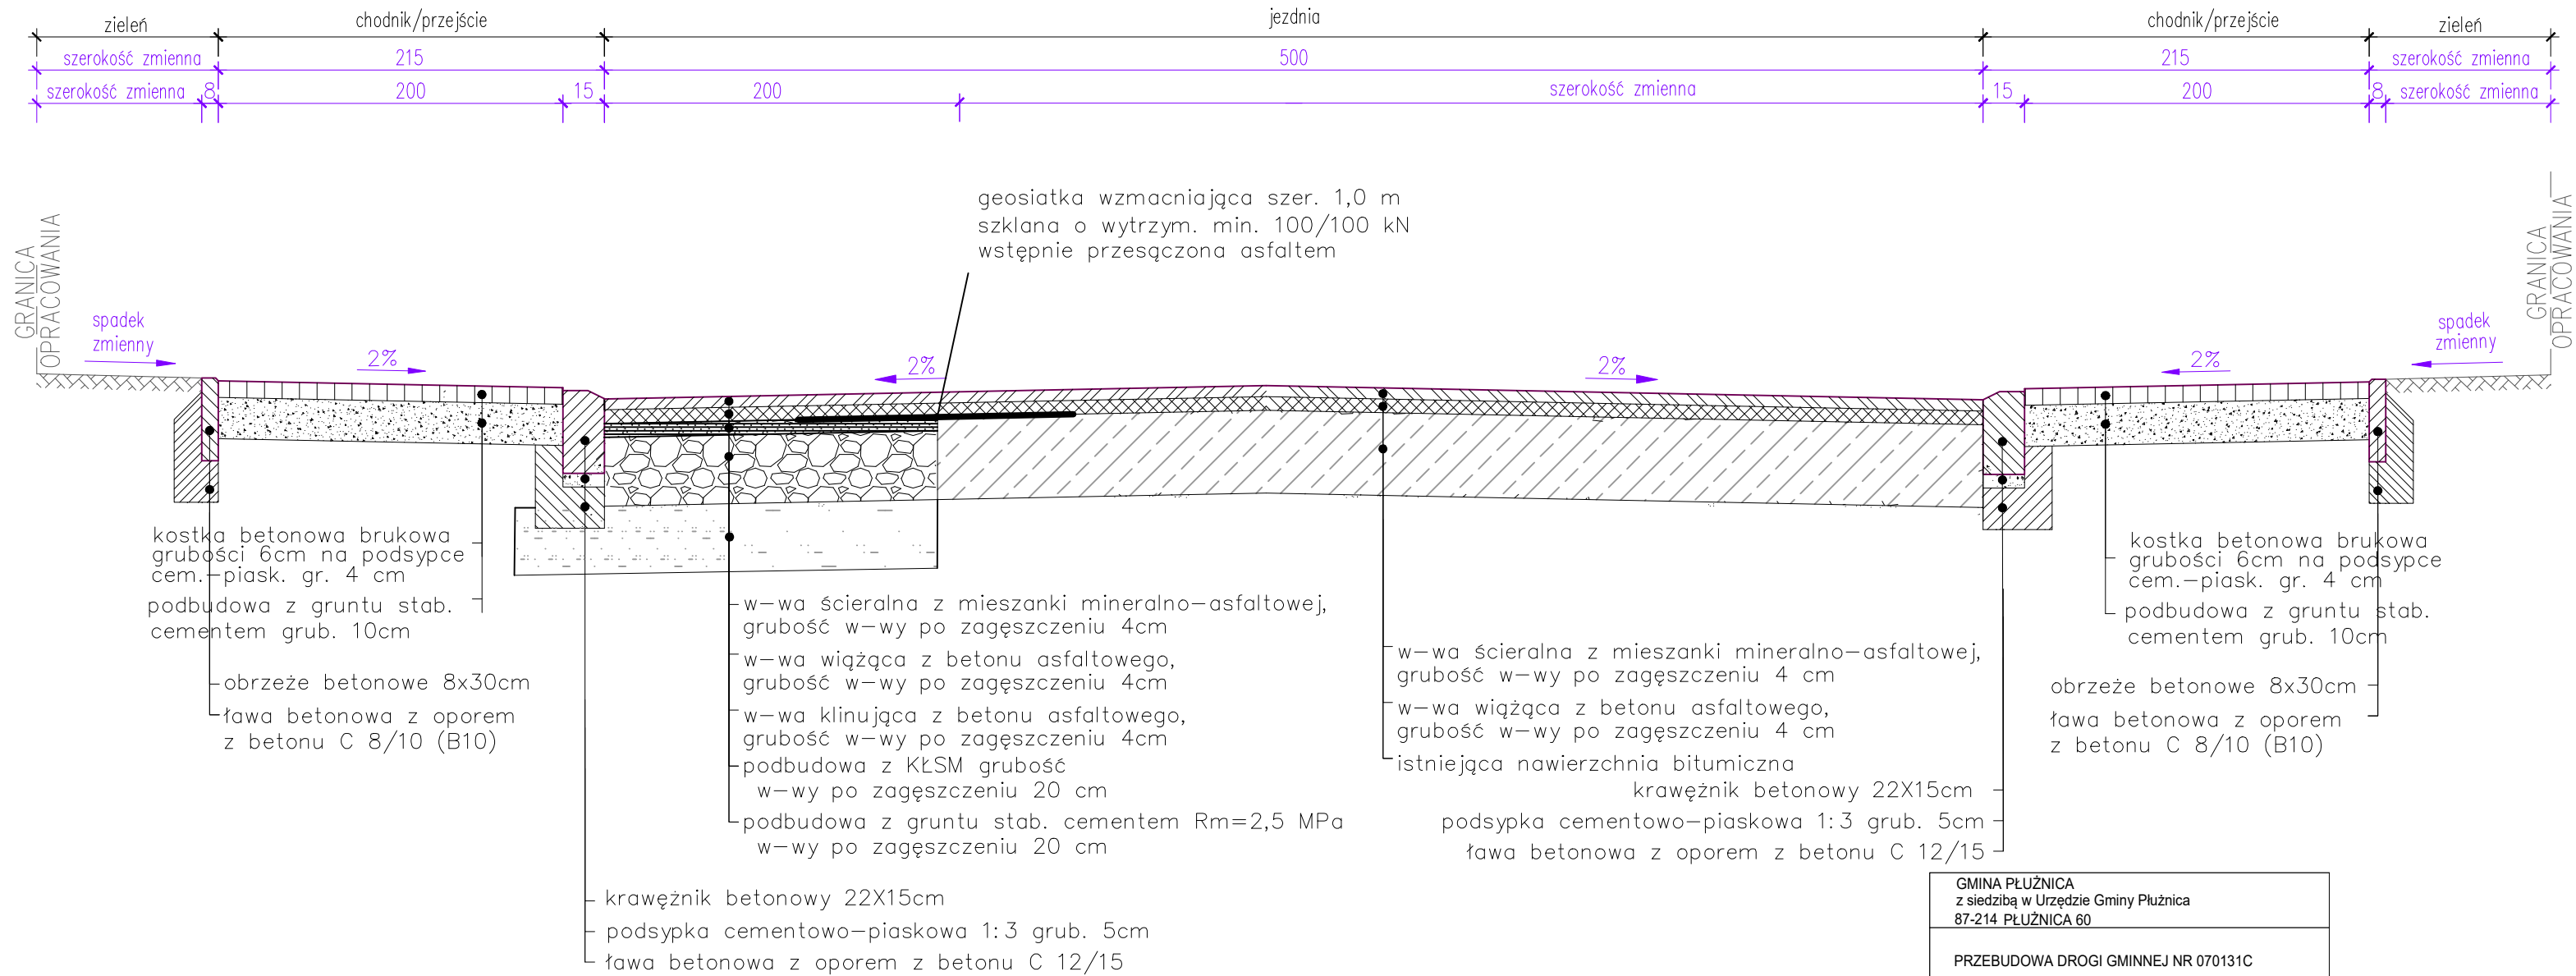 zieleń
chodnik/przejście
jezdnia
chodnik/przejście
zieleń
szerokość zmienna
215
500
215
szerokość zmienna
szerokość zmienna
8
200
15
200
szerokość zmienna
15
200
8
szerokość zmienna
geosiatka wzmacniająca szer. 1,0 m
szklana o wytrzym. min. 100/100 kN
wstępnie przesączona asfaltem
GRANICA
OPRACOWANIA
GRANICA
OPRACOWANIA
spadek
zmienny
2%
2%
2%
2%
spadek
zmienny
kostka betonowa brukowa
grubości 6cm na podsypce
cem.-piask. gr. 4 cm
podbudowa z gruntu stab.
cementem grub. 10cm
obrzeże betonowe 8x30cm
ława betonowa z oporem
z betonu C 8/10 (B10)
w-wa ścieralna z mieszanki mineralno-asfaltowej,
grubość w-wy po zagęszczeniu 4cm
w-wa wiążąca z betonu asfaltowego,
grubość w-wy po zagęszczeniu 4cm
w-wa klinująca z betonu asfaltowego,
grubość w-wy po zagęszczeniu 4cm
podbudowa z KŁSM grubość
w-wy po zagęszczeniu 20 cm
podbudowa z gruntu stab. cementem Rm=2,5 MPa
w-wy po zagęszczeniu 20 cm
krawężnik betonowy 22X15cm
podsypka cementowo-piaskowa 1:3 grub. 5cm
ława betonowa z oporem z betonu C 12/15
w-wa ścieralna z mieszanki mineralno-asfaltowej,
grubość w-wy po zagęszczeniu 4 cm
w-wa wiążąca z betonu asfaltowego,
grubość w-wy po zagęszczeniu 4 cm
istniejąca nawierzchnia bitumiczna
krawężnik betonowy 22X15cm
podsypka cementowo-piaskowa 1:3 grub. 5cm
ława betonowa z oporem z betonu C 12/15
kostka betonowa brukowa
grubości 6cm na podsypce
cem.-piask. gr. 4 cm
podbudowa z gruntu stab.
cementem grub. 10cm
obrzeże betonowe 8x30cm
ława betonowa z oporem
z betonu C 8/10 (B10)
GMINA PŁUŻNICA
z siedzibą w Urzędzie Gminy Płużnica
87-214 PŁUŻNICA 60
PRZEBUDOWA DROGI GMINNEJ NR 070131C